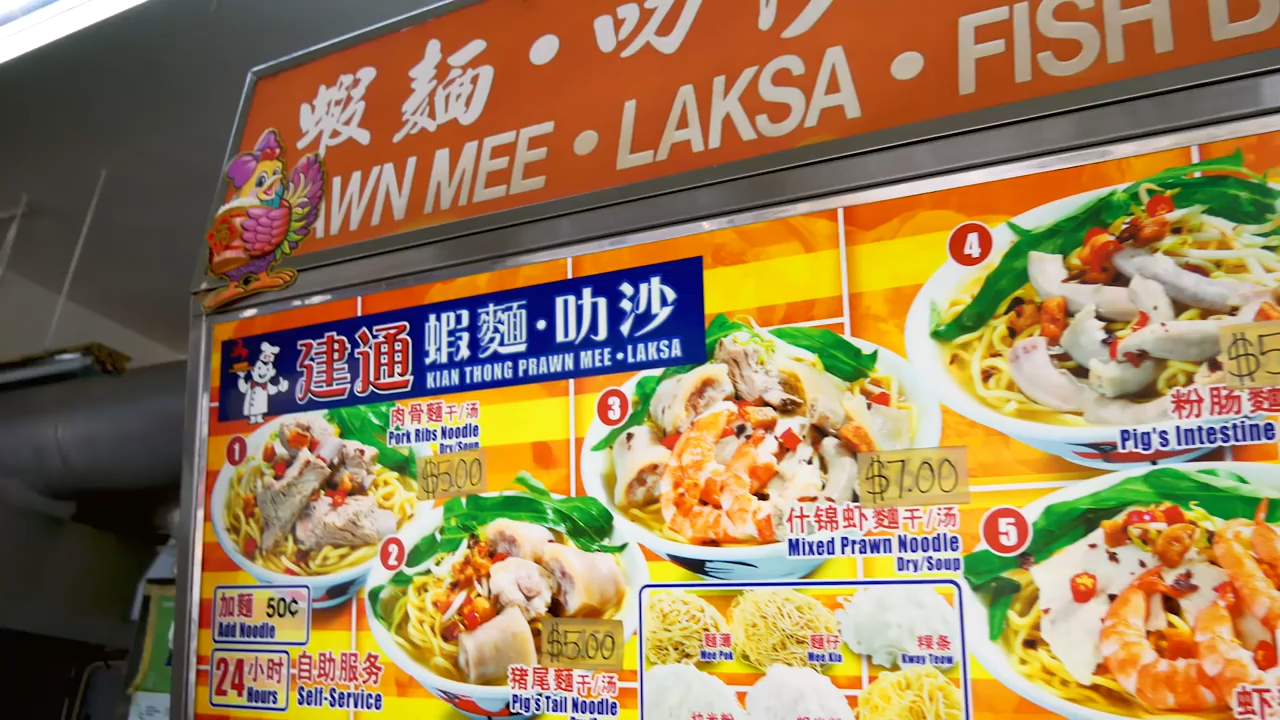 蝦麵·叻沙
WN MEE • LAKSA • FISH
建通 蝦麵·叻沙
KIAN THONG PRAWN MEE • LAKSA
1
肉骨麵干/汤
Pork Ribs Noodle
Dry/Soup
$5.00
2
$5.00
猪尾麵干/汤
Pig's Tail Noodle
3
$7.00
什锦虾麵干/汤
Mixed Prawn Noodle
Dry/Soup
4
粉肠麵
Pig's Intestine
5
加麵 50¢
Add Noodle
24小时
Hours
自助服务
Self-Service
麵薄
Mee Pok
麵仔
Mee Kia
粿条
Kway Teow